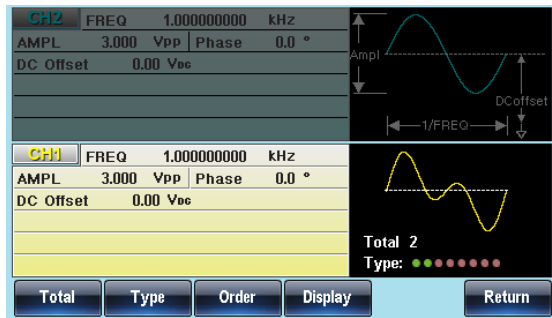 CH2 FREQ 1.000000000 kHz
AMPL 3.000 Vpp Phase 0.0 °
DC Offset 0.00 VDC
Ampl
DCoffset
1/FREQ
CH1 FREQ 1.000000000 kHz
AMPL 3.000 Vpp Phase 0.0 °
DC Offset 0.00 VDC
Total 2
Type:
Total Type Order Display Return